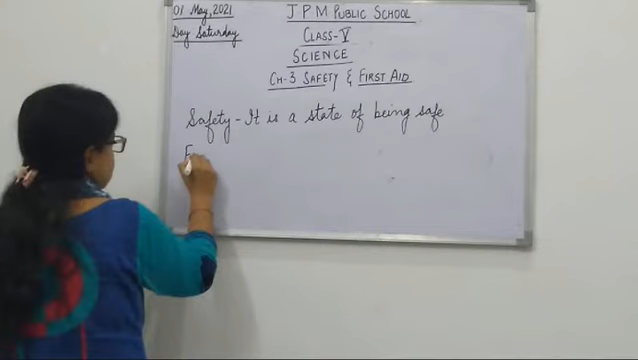 01 May, 2021
Day Saturday
J P M PUBLIC SCHOOL
CLASS-V
SCIENCE
CH-3 SAFETY & FIRST AID
Safety - It is a state of being safe
F